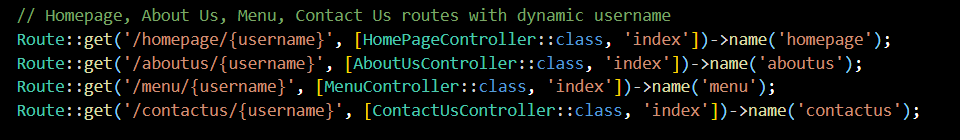 // Homepage, About Us, Menu, Contact Us routes with dynamic username
Route::get('/homepage/{username}', [HomePageController::class, 'index'])->name('homepage');
Route::get('/aboutus/{username}', [AboutUsController::class, 'index'])->name('aboutus');
Route::get('/menu/{username}', [MenuController::class, 'index'])->name('menu');
Route::get('/contactus/{username}', [ContactUsController::class, 'index'])->name('contactus');